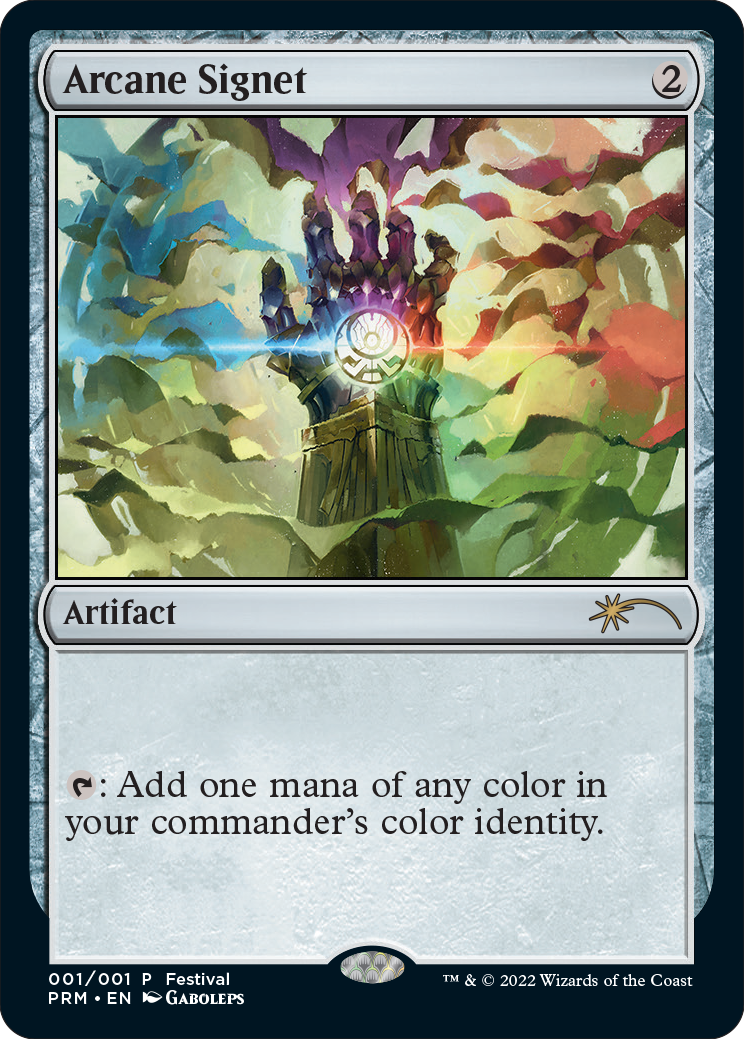 Arcane Signet 2
Artifact
: Add one mana of any color in
your commander's color identity.
001/001 P Festival
PRM • EN Gaboleps
™ & © 2022 Wizards of the Coast